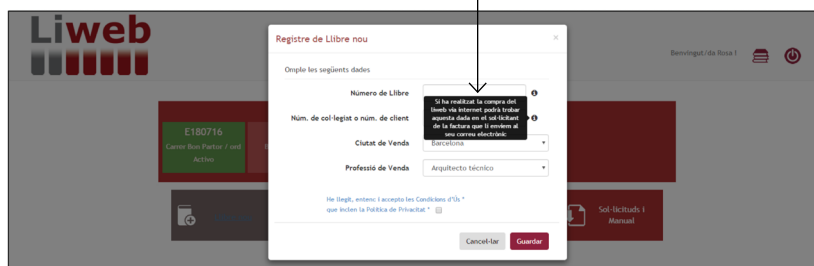 Liweb
Benvingut/da Rosa I
Registre de Llibre nou
×
Omple les següents dades
Número de Llibre
Si ha realitzat la compra del
liweb via internet podrà trobar
aquesta dada en el sol·licitant
de la factura que li enviem al
seu correu electrònic
Núm. de col·legiat o núm. de client
Ciutat de Venda
Barcelona
Professió de Venda
Arquitecto técnico
He llegit, entenc i accepto les Condicions d'Ús *
que inclen la Política de Privacitat *
Cancel·lar
Guardar
E180716
Carrer Bon Pastor / ord
Activo
Sol·licituds i
Manual